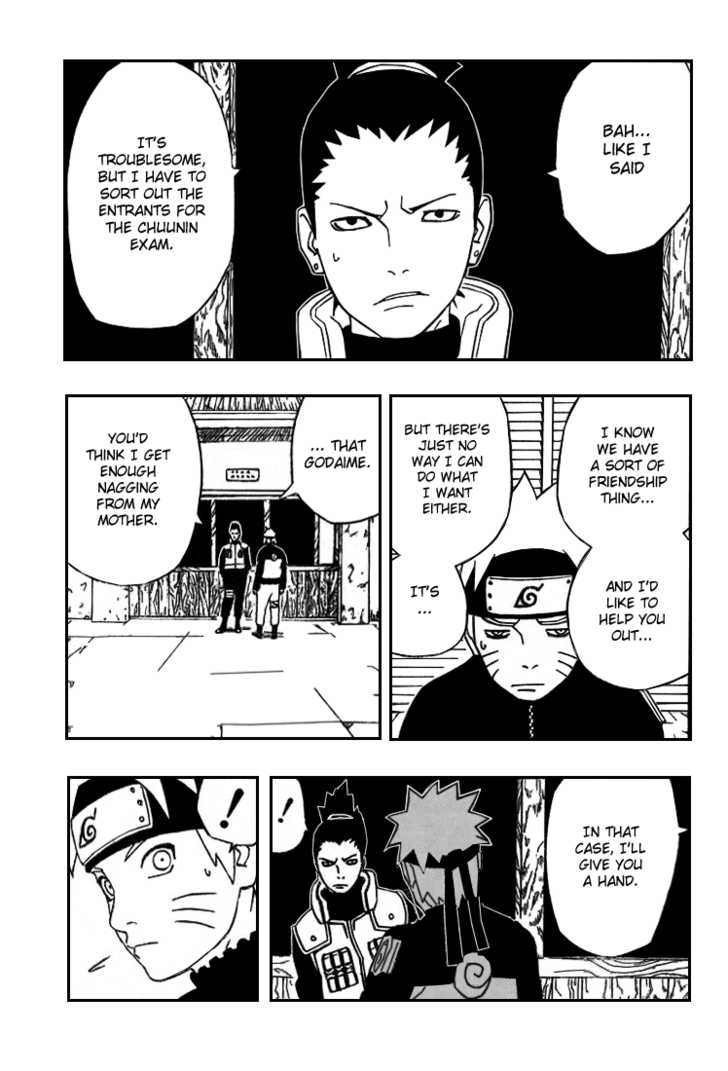 BAH...
LIKE I
SAID
IT'S
TROUBLESOME,
BUT I HAVE TO
SORT OUT THE
ENTRANTS FOR
THE CHUUNIN
EXAM.
I KNOW
WE HAVE
A SORT OF
FRIENDSHIP
THING...
AND I'D
LIKE TO
HELP YOU
OUT...
BUT THERE'S
JUST NO
WAY I CAN
DO WHAT
I WANT
EITHER.
IT'S
...
... THAT
GODAIME.
YOU'D
THINK I GET
ENOUGH
NAGGING
FROM MY
MOTHER.
IN THAT
CASE, I'LL
GIVE YOU
A HAND.
!
!